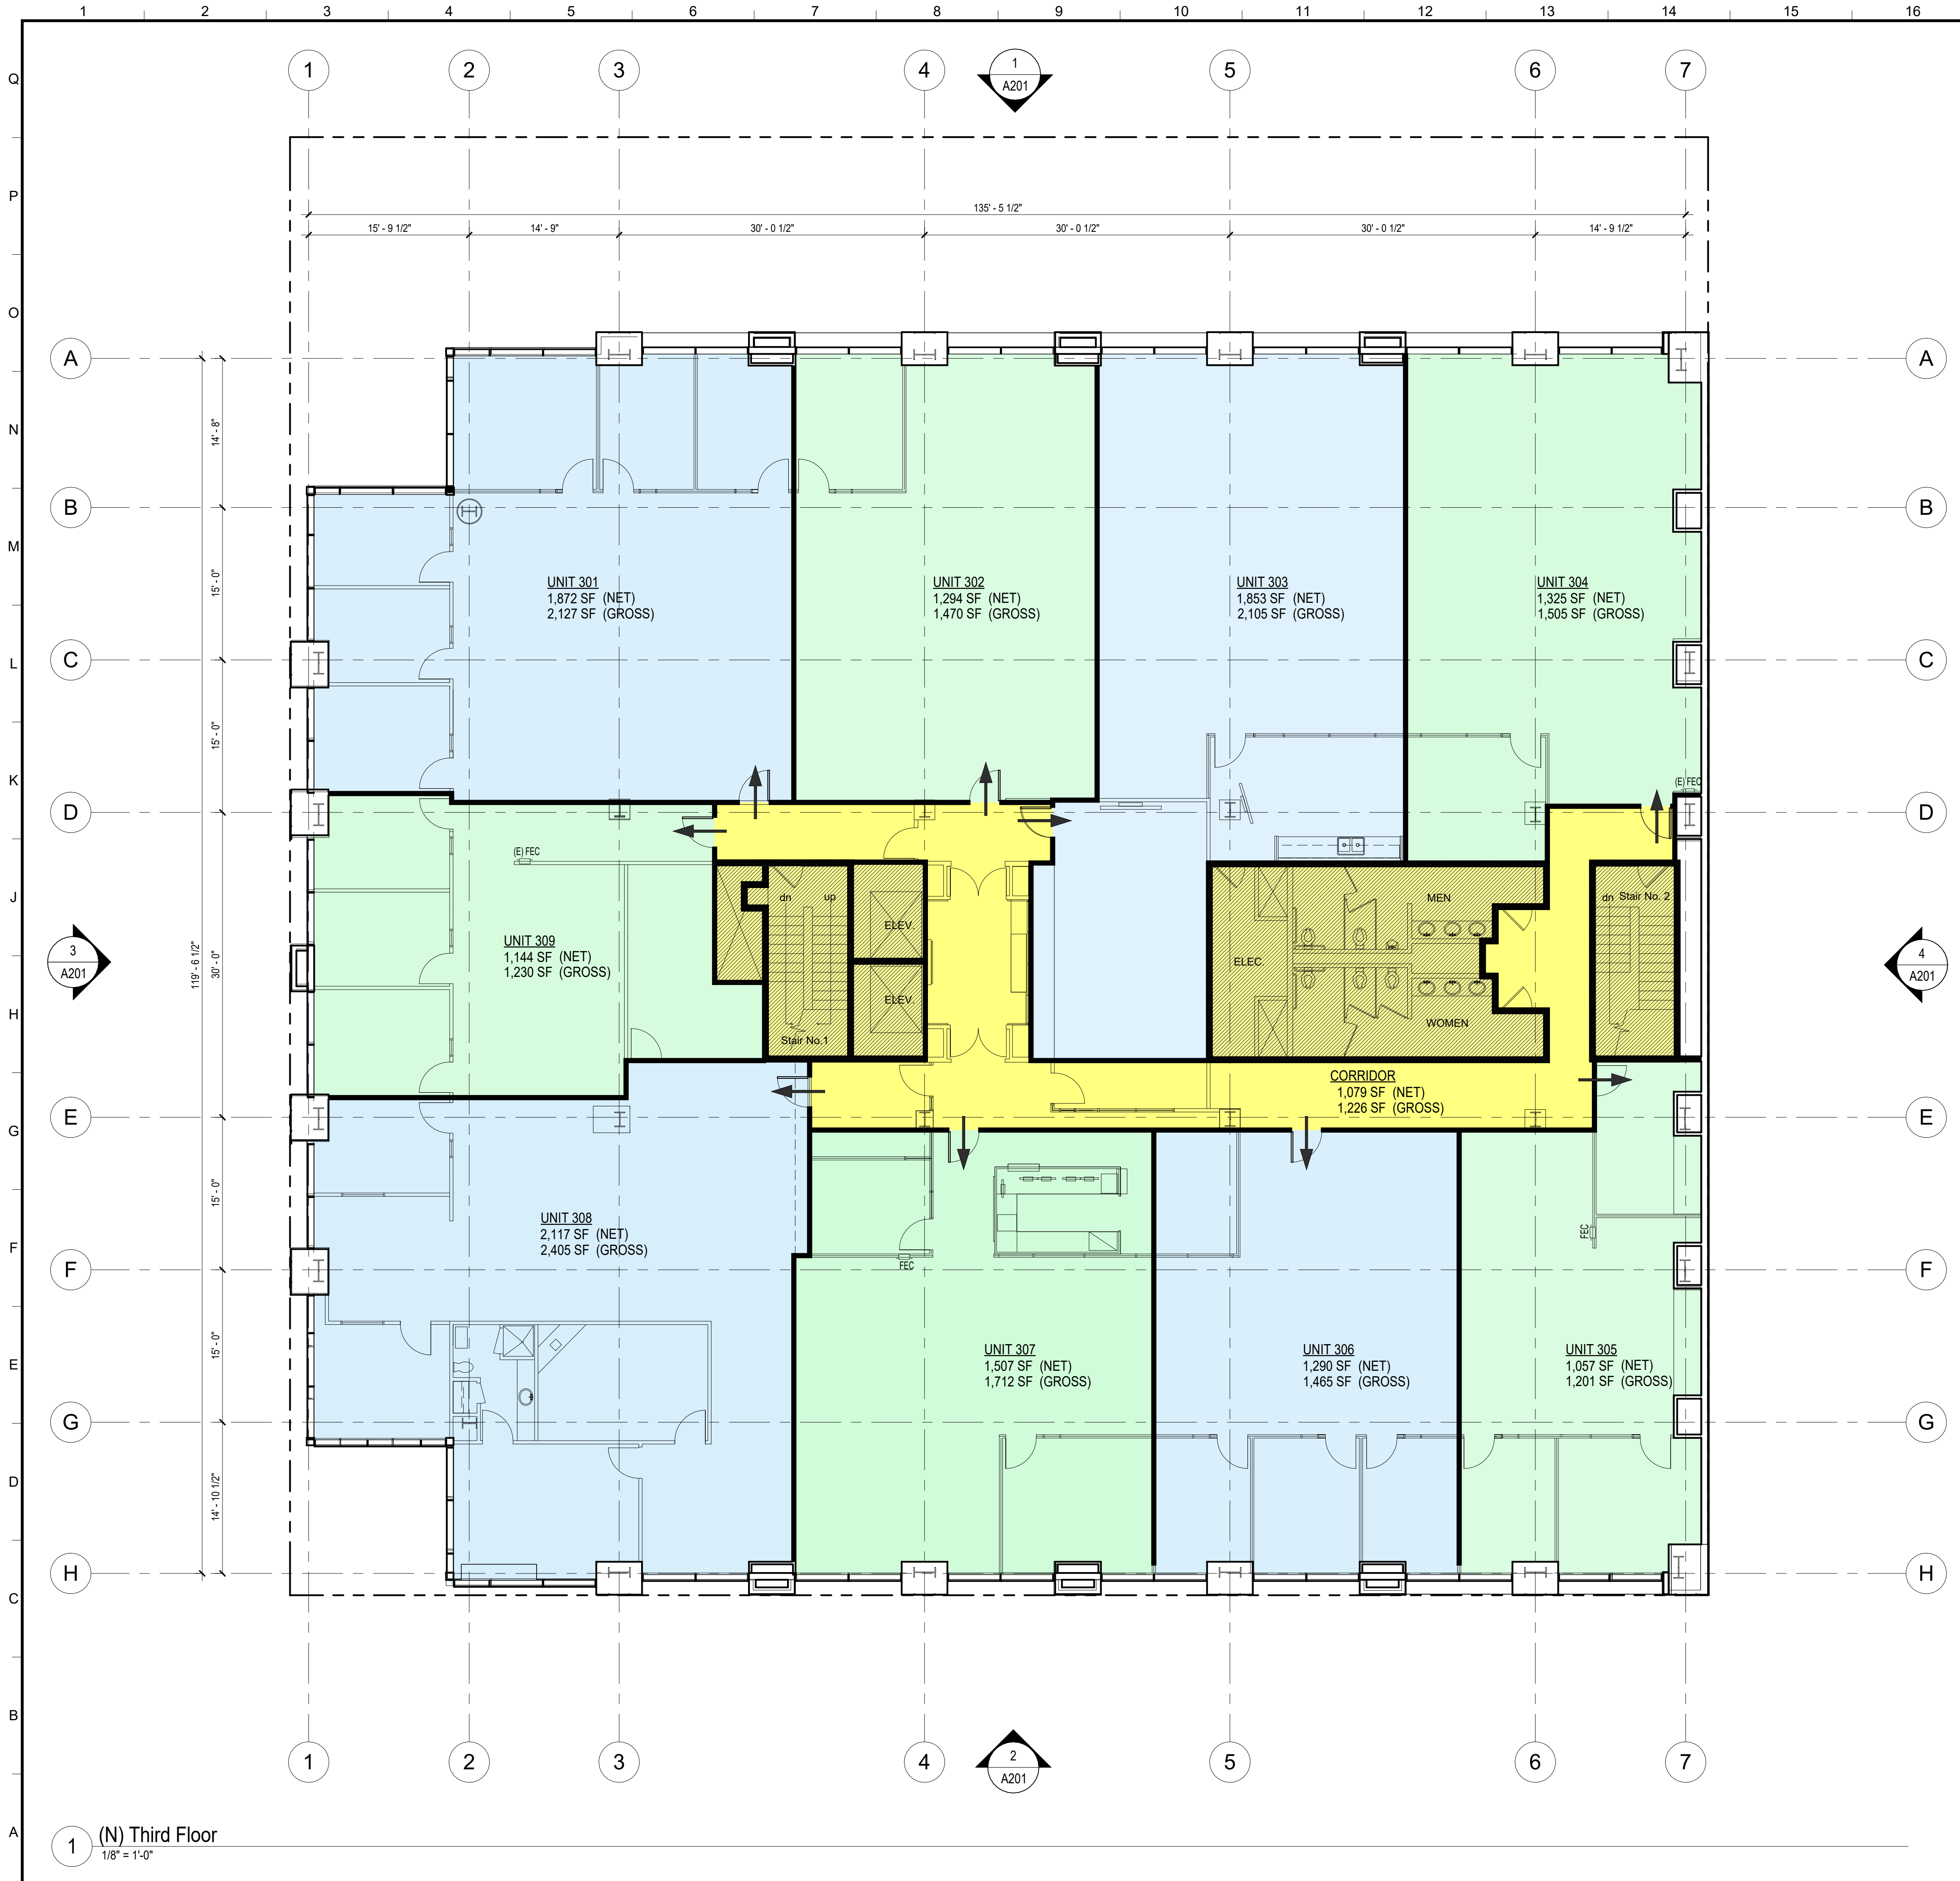 1 2 3 4 5 6 7 8 9 10 11 12 13 14 15 16
Q
P
O
N
M
L
K
J
H
G
F
E
D
C
B
A
1 2 3 4 5 6 7
1
A201
135' - 5 1/2"
15' - 9 1/2" 14' - 9" 30' - 0 1/2" 30' - 0 1/2" 30' - 0 1/2" 14' - 9 1/2"
A A
B B
C C
D D
E E
F F
G G
H H
14' - 8"
15' - 0"
15' - 0"
30' - 0"
15' - 0"
15' - 0"
14' - 10 1/2"
119' - 6 1/2"
UNIT 301
1,872 SF (NET)
2,127 SF (GROSS)
UNIT 302
1,294 SF (NET)
1,470 SF (GROSS)
UNIT 303
1,853 SF (NET)
2,105 SF (GROSS)
UNIT 304
1,325 SF (NET)
1,505 SF (GROSS)
(E) FEC
(E) FEC
dn up
Stair No.1
ELEV.
ELEV.
ELEC.
MEN
WOMEN
dn Stair No. 2
3
A201
4
A201
UNIT 309
1,144 SF (NET)
1,230 SF (GROSS)
CORRIDOR
1,079 SF (NET)
1,226 SF (GROSS)
UNIT 308
2,117 SF (NET)
2,405 SF (GROSS)
FEC
FEC
UNIT 307
1,507 SF (NET)
1,712 SF (GROSS)
UNIT 306
1,290 SF (NET)
1,465 SF (GROSS)
UNIT 305
1,057 SF (NET)
1,201 SF (GROSS)
1 2 3 4 5 6 7
2
A201
1 (N) Third Floor
1/8" = 1'-0"